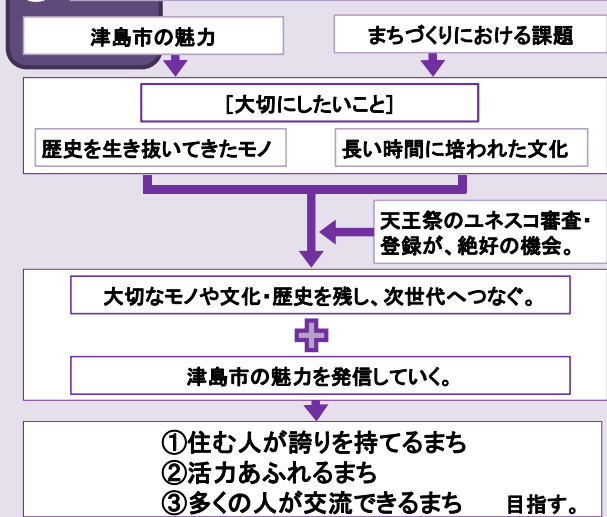 津島市の魅力
まちづくりにおける課題
[大切にしたいこと]
歴史を生き抜いてきたモノ
長い時間に培われた文化
天王祭のユネスコ審査・
登録が、絶好の機会。
大切なモノや文化・歴史を残し、次世代へつなぐ。
津島市の魅力を発信していく。
①住む人が誇りを持てるまち
②活力あふれるまち
③多くの人が交流できるまち　目指す。